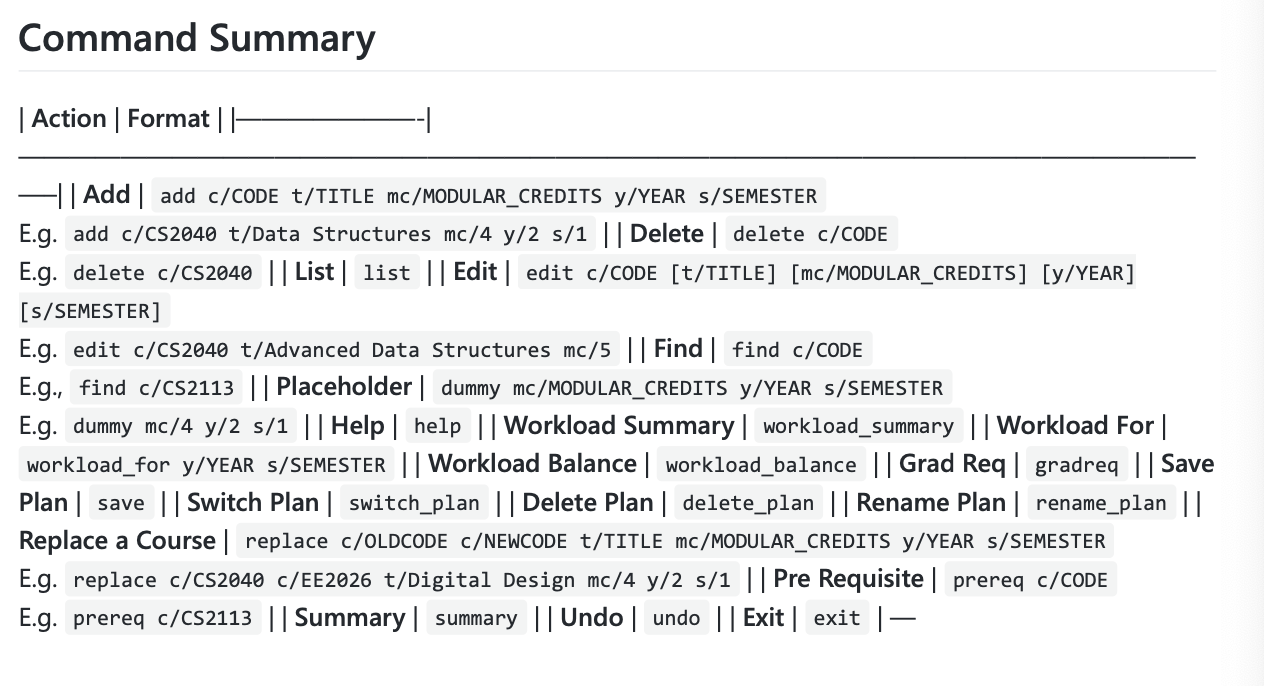 Command Summary
| Action | Format | |———————-|
——————————————————————————————————————————————
—–| | Add | add c/CODE t/TITLE mc/MODULAR_CREDITS y/YEAR s/SEMESTER
E.g. add c/CS2040 t/Data Structures mc/4 y/2 s/1 | | Delete | delete c/CODE
E.g. delete c/CS2040 | | List | list | | Edit | edit c/CODE [t/TITLE] [mc/MODULAR_CREDITS] [y/YEAR]
[s/SEMESTER]
E.g. edit c/CS2040 t/Advanced Data Structures mc/5 | | Find | find c/CODE
E.g., find c/CS2113 | | Placeholder | dummy mc/MODULAR_CREDITS y/YEAR s/SEMESTER
E.g. dummy mc/4 y/2 s/1 | | Help | help | | Workload Summary | workload_summary | | Workload For |
workload_for y/YEAR s/SEMESTER | | Workload Balance | workload_balance | | Grad Req | gradreq | | Save
Plan | save | | Switch Plan | switch_plan | | Delete Plan | delete_plan | | Rename Plan | rename_plan | |
Replace a Course | replace c/OLDCODE c/NEWCODE t/TITLE mc/MODULAR_CREDITS y/YEAR s/SEMESTER
E.g. replace c/CS2040 c/EE2026 t/Digital Design mc/4 y/2 s/1 | | Pre Requisite | prereq c/CODE
E.g. prereq c/CS2113 | | Summary | summary | | Undo | undo | | Exit | exit | —